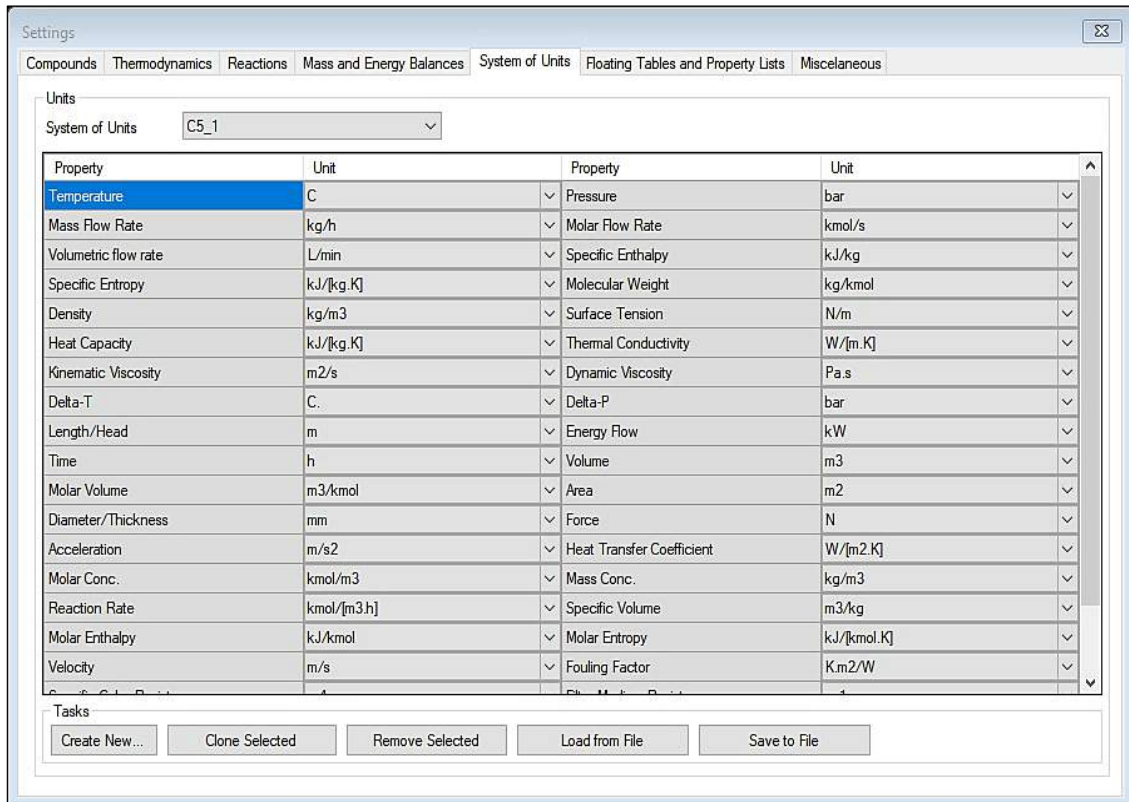 Settings
Compounds Thermodynamics Reactions Mass and Energy Balances System of Units Floating Tables and Property Lists Miscelaneous
Units
System of Units C5_1
Property Unit Property Unit
Temperature C Pressure bar
Mass Flow Rate kg/h Molar Flow Rate kmol/s
Volumetric flow rate L/min Specific Enthalpy kJ/kg
Specific Entropy kJ/[kg.K] Molecular Weight kg/kmol
Density kg/m3 Surface Tension N/m
Heat Capacity kJ/[kg.K] Thermal Conductivity W/[m.K]
Kinematic Viscosity m2/s Dynamic Viscosity Pa.s
Delta-T C. Delta-P bar
Length/Head m Energy Flow kW
Time h Volume m3
Molar Volume m3/kmol Area m2
Diameter/Thickness mm Force N
Acceleration m/s2 Heat Transfer Coefficient W/[m2.K]
Molar Conc. kmol/m3 Mass Conc. kg/m3
Reaction Rate kmol/[m3.h] Specific Volume m3/kg
Molar Enthalpy kJ/kmol Molar Entropy kJ/[kmol.K]
Velocity m/s Fouling Factor K.m2/W
Tasks
Create New... Clone Selected Remove Selected Load from File Save to File